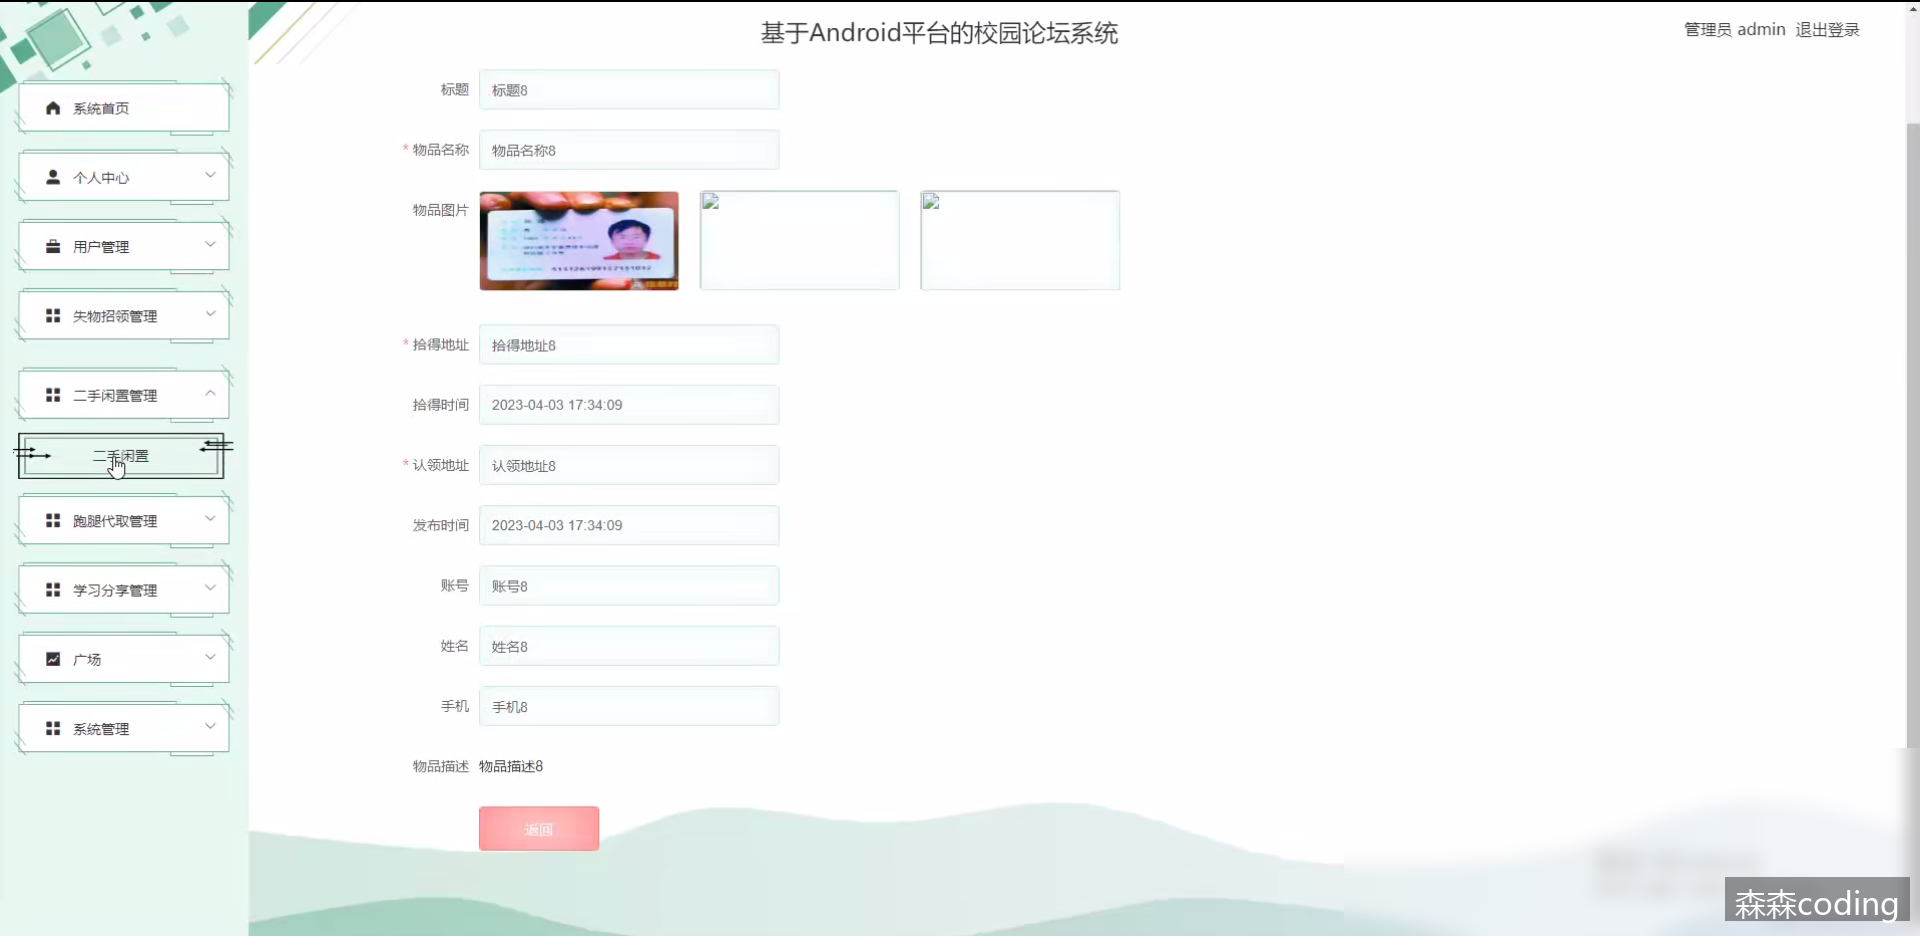 基于Android平台的校园论坛系统
管理员 admin 退出登录
系统首页
个人中心
用户管理
失物招领管理
二手闲置管理
二手闲置
跑腿代取管理
学习分享管理
广场
系统管理
标题 标题8
* 物品名称 物品名称8
物品图片
* 拾得地址 拾得地址8
拾得时间 2023-04-03 17:34:09
* 认领地址 认领地址8
发布时间 2023-04-03 17:34:09
账号 账号8
姓名 姓名8
手机 手机8
物品描述 物品描述8
返回
森森coding